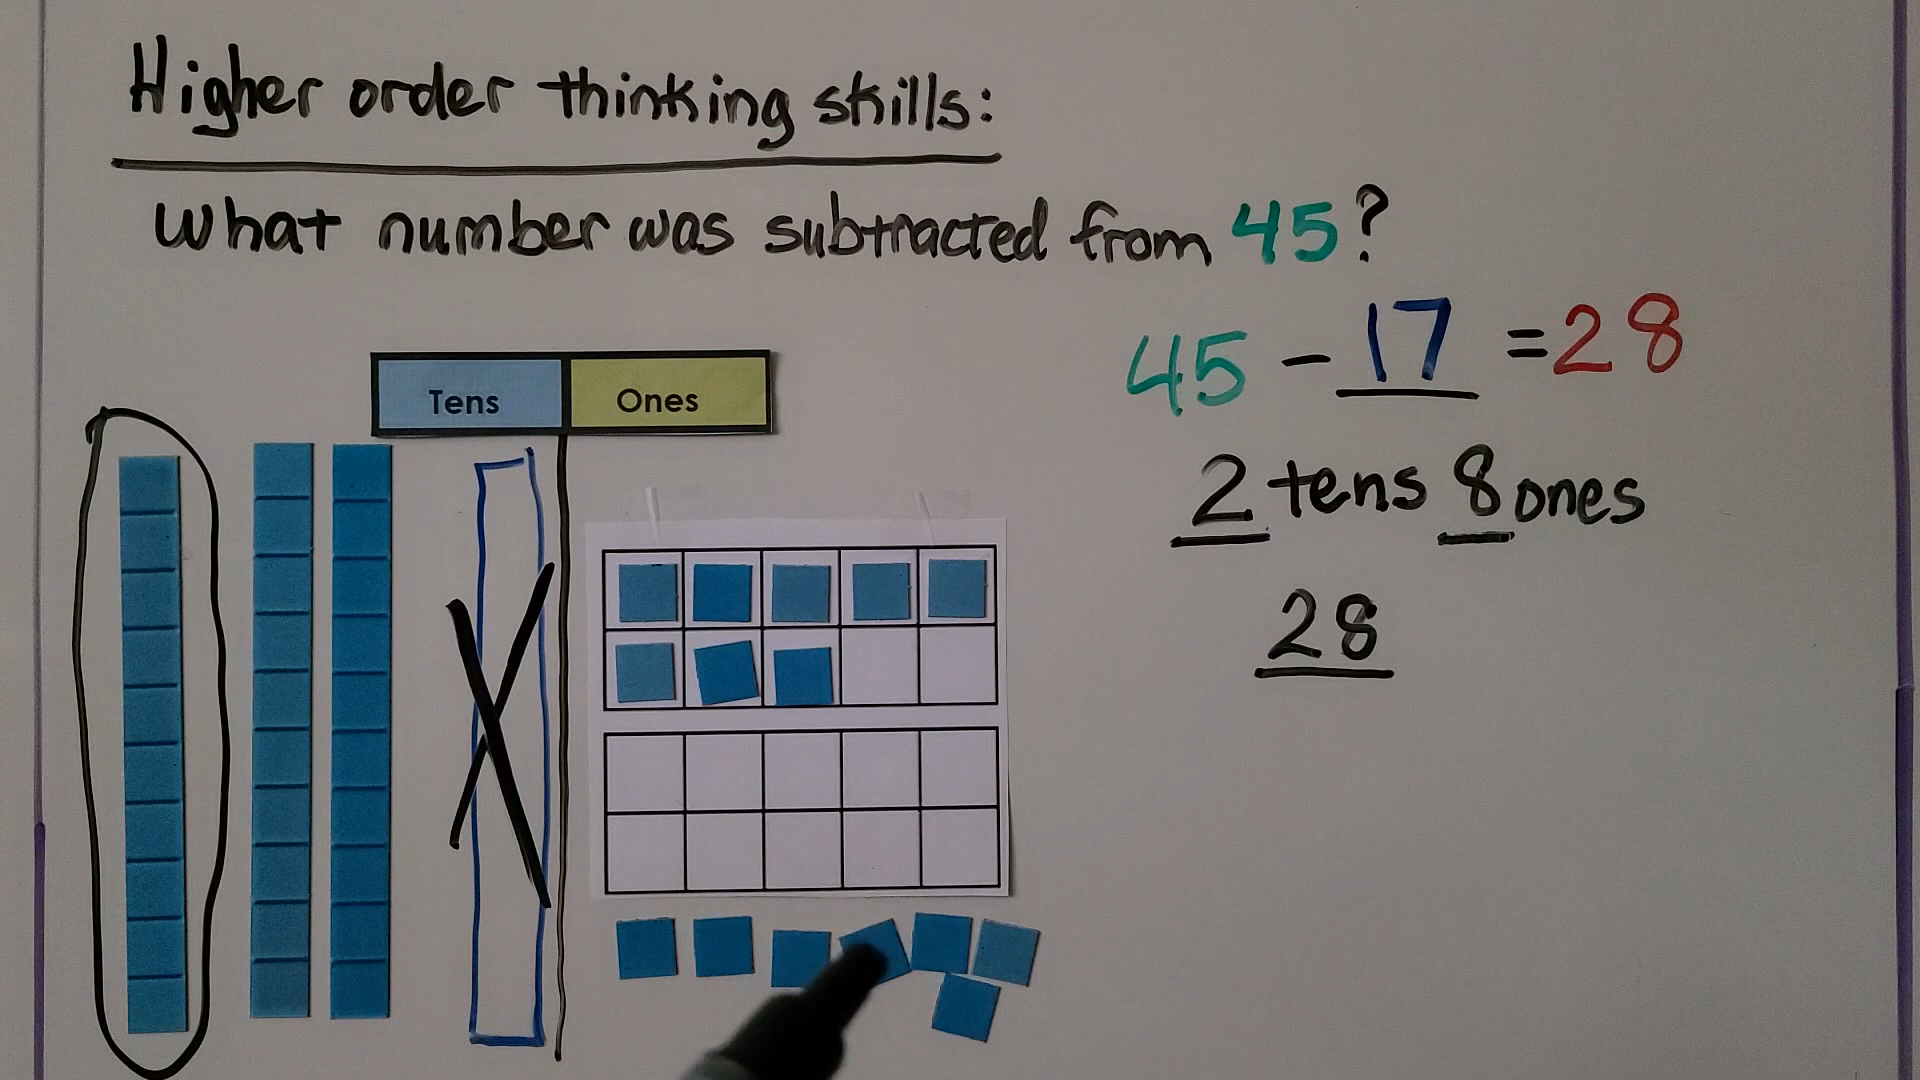 Higher order thinking skills:
What number was subtracted from 45?
45 - 17 = 28
Tens Ones
2 tens 8 ones
28